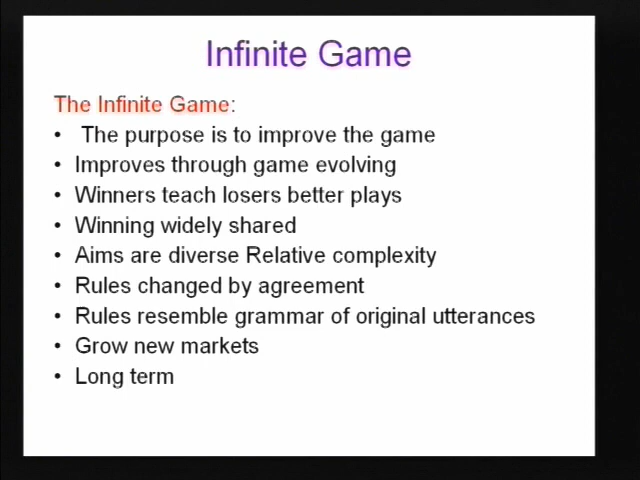 Infinite Game
The Infinite Game:
• The purpose is to improve the game
• Improves through game evolving
• Winners teach losers better plays
• Winning widely shared
• Aims are diverse Relative complexity
• Rules changed by agreement
• Rules resemble grammar of original utterances
• Grow new markets
• Long term